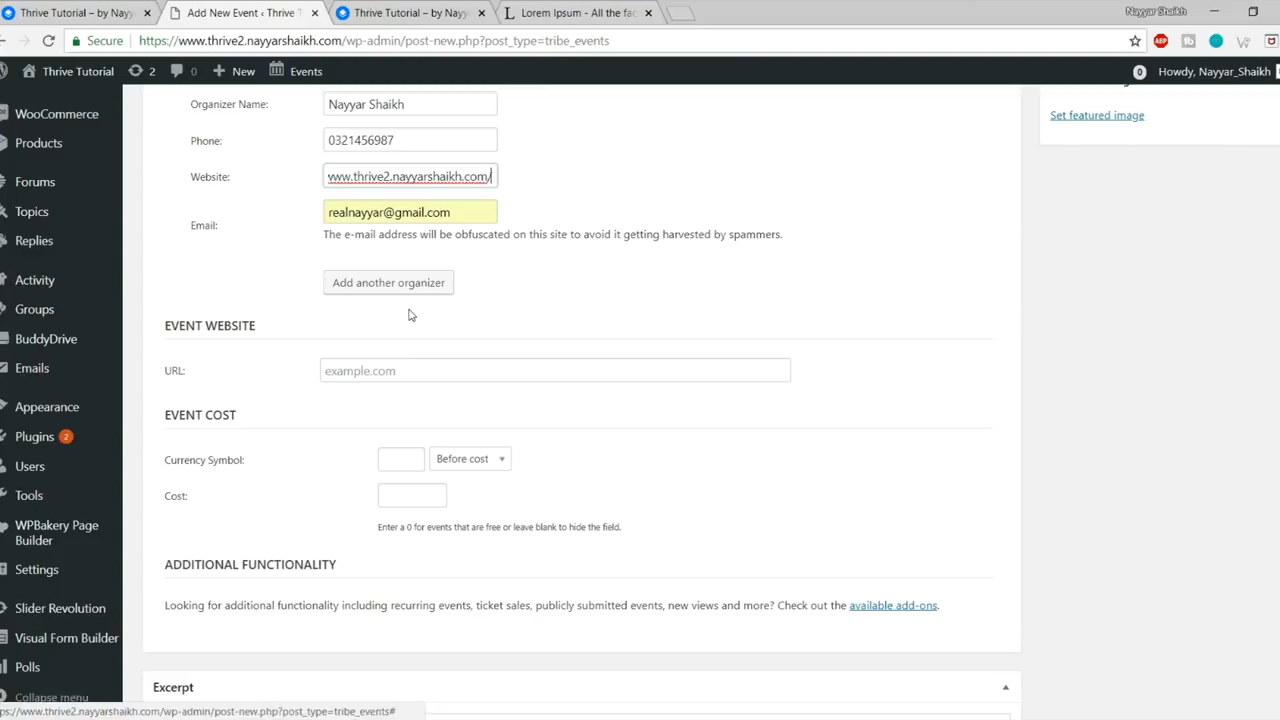 Thrive Tutorial – by Nay
Add New Event ‹ Thrive T
Thrive Tutorial – by Nay
Lorem Ipsum - All the fac
Nayyar Shaikh
Secure
https://www.thrive2.nayyarshaikh.com/wp-admin/post-new.php?post_type=tribe_events
ABP
Thrive Tutorial
2
0
New
Events
0
Howdy, Nayyar_Shaikh
WooCommerce
Products
Forums
Topics
Replies
Activity
Groups
BuddyDrive
Emails
Appearance
Plugins 2
Users
Tools
WPBakery Page
Builder
Settings
Slider Revolution
Visual Form Builder
Polls
Collapse menu
Organizer Name: Nayyar Shaikh
Phone: 0321456987
Website: www.thrive2.nayyarshaikh.com/
Email: realnayyar@gmail.com
The e-mail address will be obfuscated on this site to avoid it getting harvested by spammers.
Add another organizer
EVENT WEBSITE
URL: example.com
EVENT COST
Currency Symbol: Before cost
Cost:
Enter a 0 for events that are free or leave blank to hide the field.
ADDITIONAL FUNCTIONALITY
Looking for additional functionality including recurring events, ticket sales, publicly submitted events, new views and more? Check out the available add-ons.
Excerpt
Set featured image
ps://www.thrive2.nayyarshaikh.com/wp-admin/post-new.php?post_type=tribe_events#